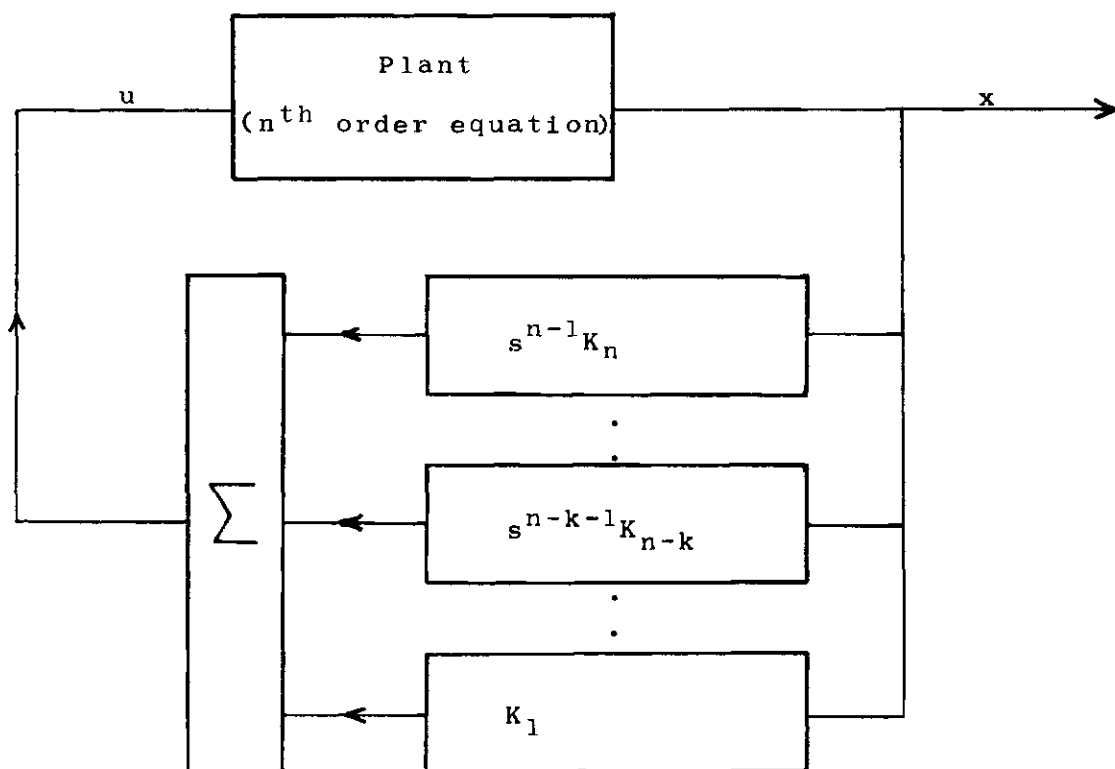 Plant
(nth order equation)
u
x
s^{n-1}K_n
s^{n-k-1}K_{n-k}
∑
K_1